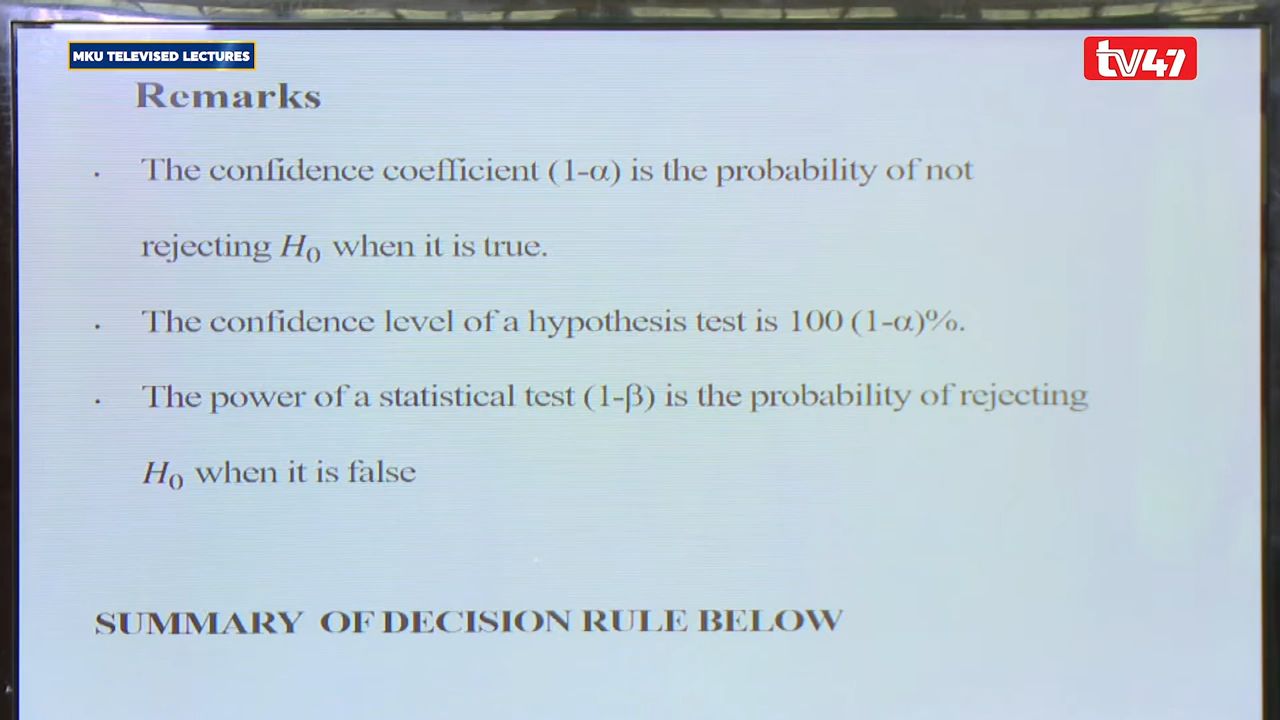 MKU TELEVISED LECTURES
tv47
Remarks
· The confidence coefficient (1-α) is the probability of not
rejecting H₀ when it is true.
· The confidence level of a hypothesis test is 100 (1-α)%.
· The power of a statistical test (1-β) is the probability of rejecting
H₀ when it is false
SUMMARY OF DECISION RULE BELOW